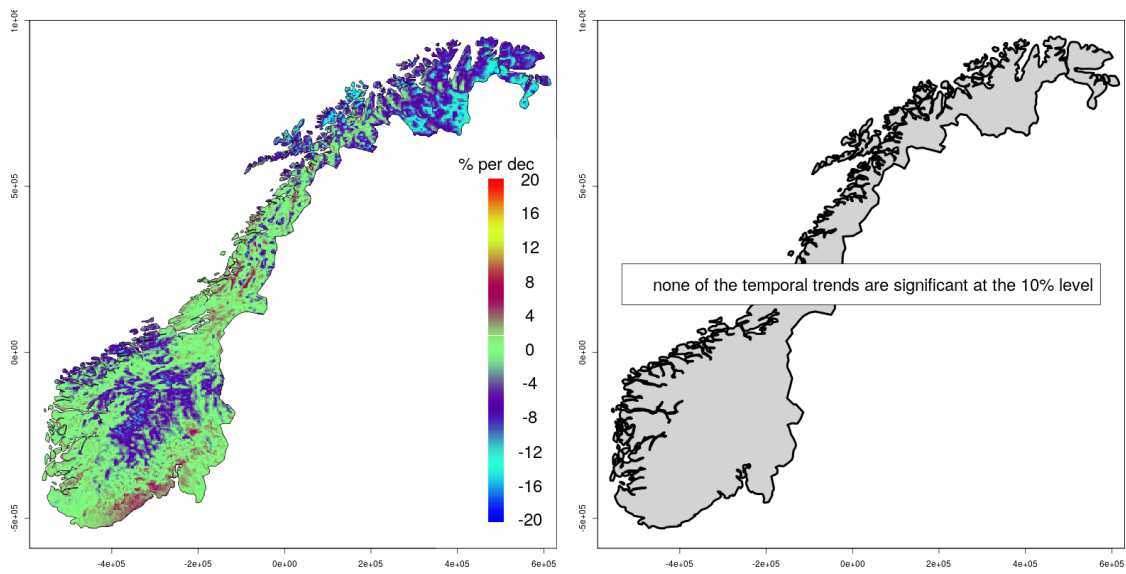 1e+06
5e+05
0e+00
-5e+05
-4e+05
-2e+05
0e+00
2e+05
4e+05
6e+05
% per dec
20
16
12
8
4
0
-4
-8
-12
-16
-20
1e+06
5e+05
0e+00
-5e+05
-4e+05
-2e+05
0e+00
2e+05
4e+05
6e+05
none of the temporal trends are significant at the 10% level